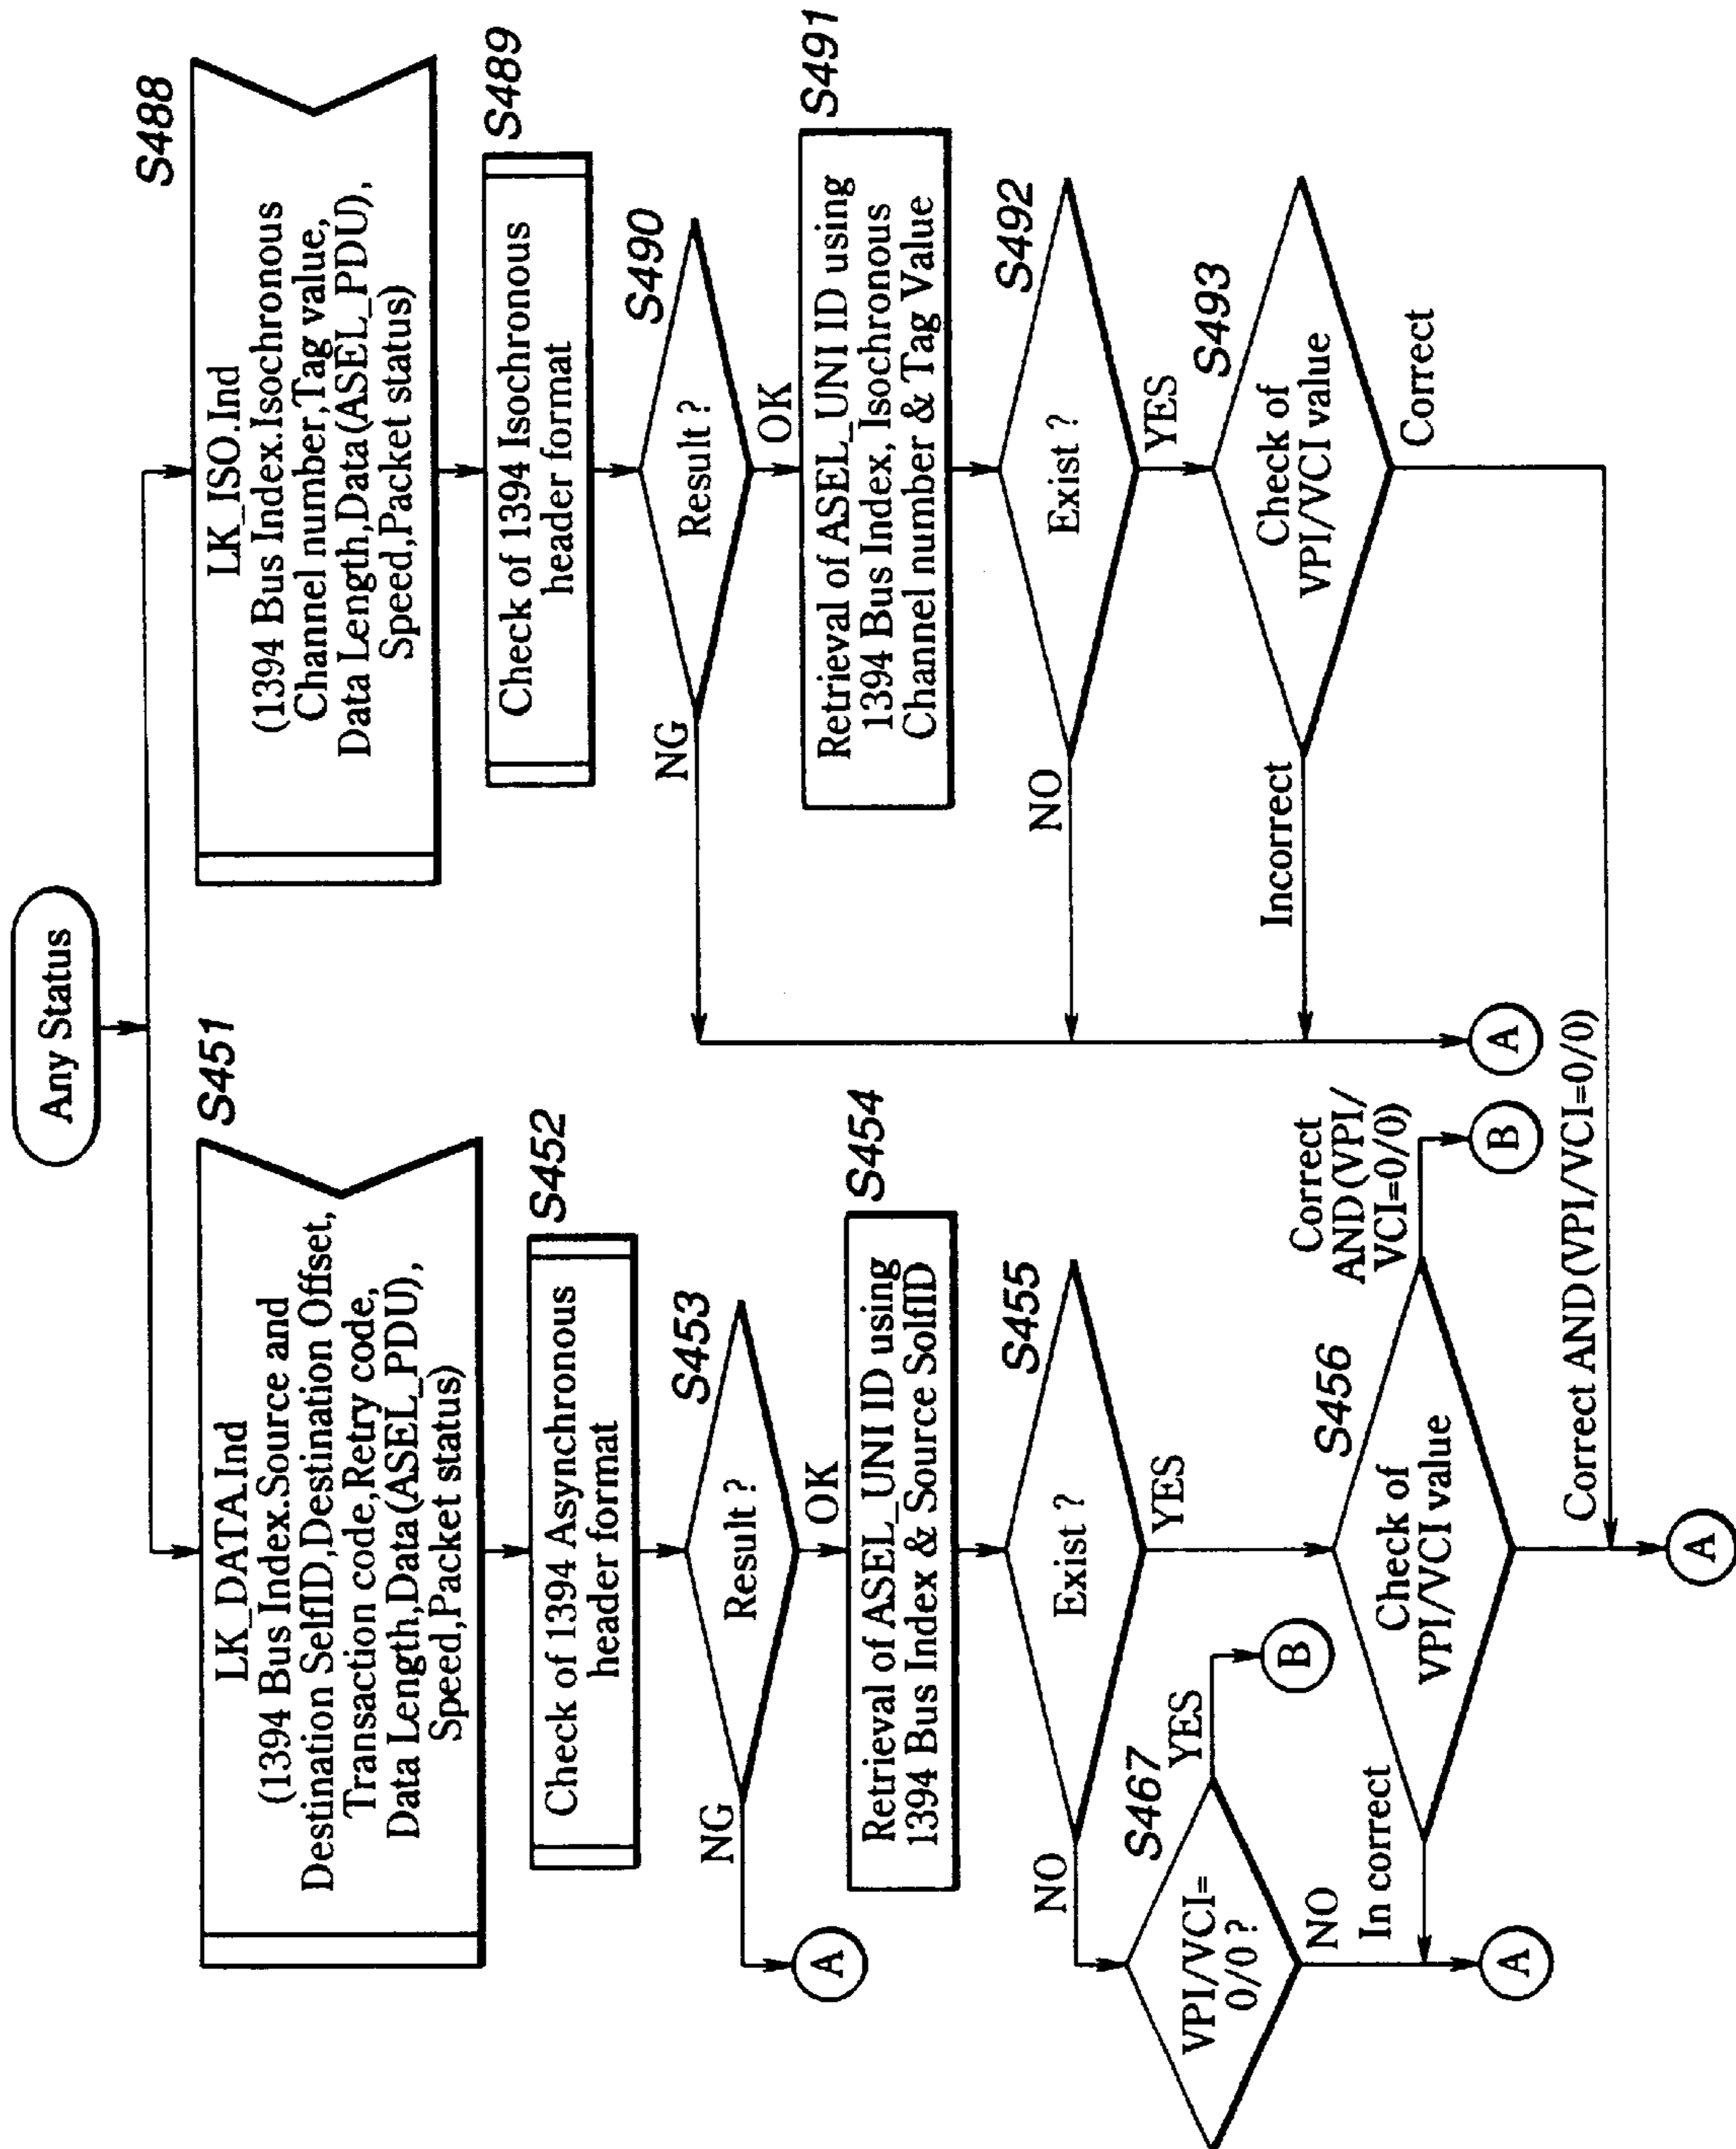 Any Status
S451
LK_DATA.Ind
(1394 Bus Index.Source and
Destination SelfID,Destination Offset,
Transaction code,Retry code,
Data Length,Data(ASEL_PDU),
Speed,Packet status)
S452
Check of 1394 Asynchronous
header format
S453
Result ?
NG
OK
A
S454
Retrieval of ASEL_UNI ID using
1394 Bus Index & Source SolfID
S455
Exist ?
NO
YES
S467
VPI/VCI=
0/0 ?
YES
B
NO
S456
Check of
VPI/VCI value
In correct
A
Correct
AND(VPI/
VCI=0/0)
B
Correct AND(VPI/VCI=0/0)
A
S488
LK_ISO.Ind
(1394 Bus Index.Isochronous
Channel number,Tag value,
Data Length,Data(ASEL_PDU),
Speed,Packet status)
S489
Check of 1394 Isochronous
header format
S490
Result ?
NG
OK
S491
Retrieval of ASEL_UNI ID using
1394 Bus Index, Isochronous
Channel number & Tag Value
S492
Exist ?
NO
YES
S493
Check of
VPI/VCI value
Incorrect
Correct
A